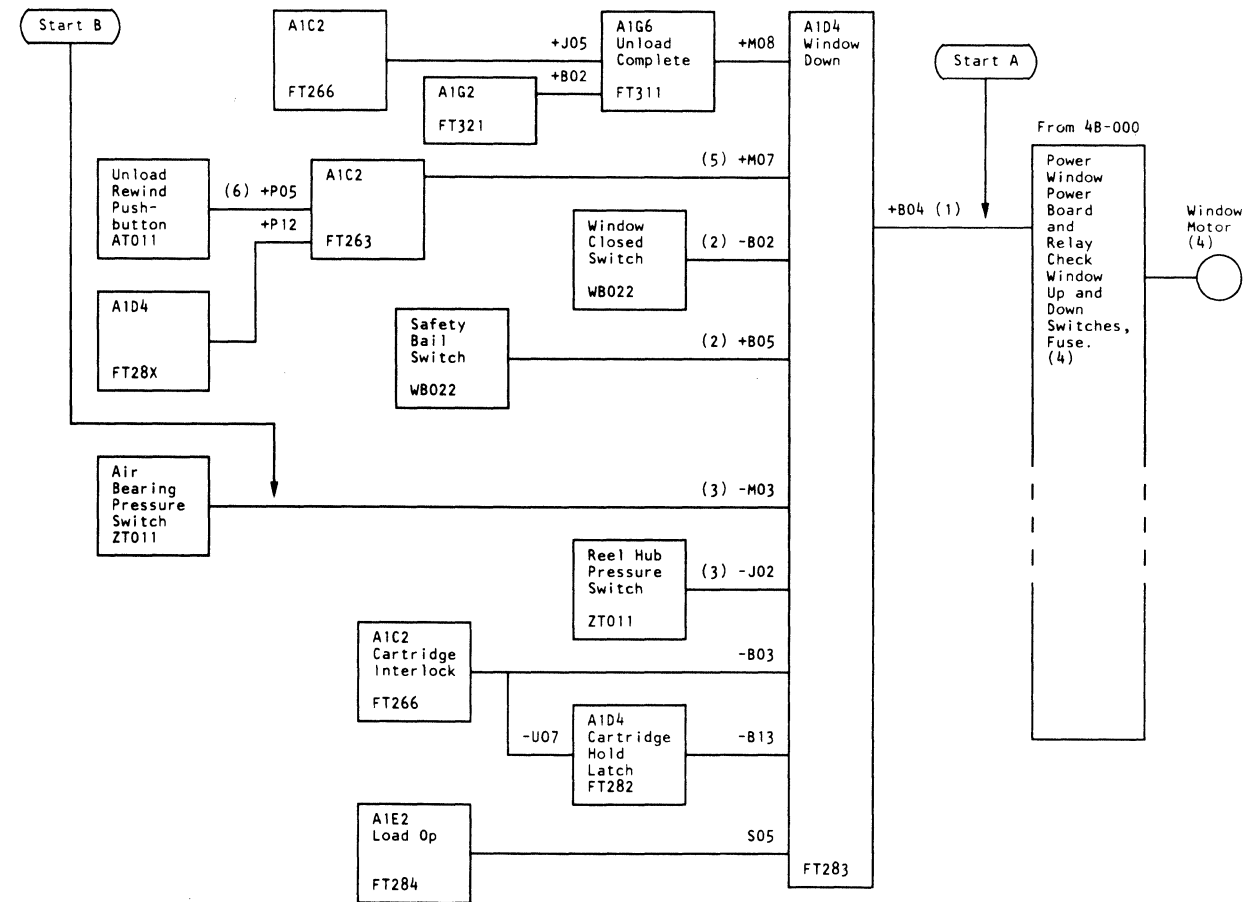 Start B
A1C2
FT266
+J05
+B02
A1G2
FT321
A1G6
Unload
Complete
FT311
+M08
A1D4
Window
Down
FT283
Start A
From 4B-000
Power
Window
Power
Board
and
Relay
Check
Window
Up and
Down
Switches,
Fuse.
(4)
Window
Motor
(4)
+B04 (1)
Unload
Rewind
Push-
button
AT011
(6) +P05
+P12
A1C2
FT263
(5) +M07
A1D4
FT28X
Window
Closed
Switch
WB022
(2) -B02
Safety
Bail
Switch
WB022
(2) +B05
Air
Bearing
Pressure
Switch
ZT011
(3) -M03
Reel Hub
Pressure
Switch
ZT011
(3) -J02
A1C2
Cartridge
Interlock
FT266
-B03
-U07
A1D4
Cartridge
Hold
Latch
FT282
-B13
A1E2
Load Op
FT284
S05